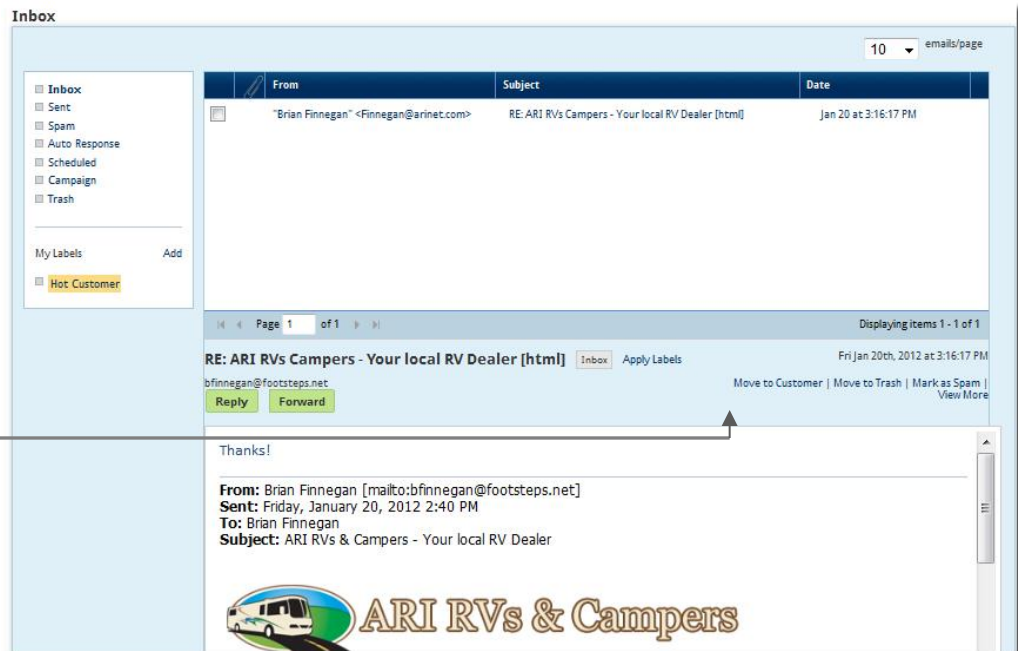 Inbox
10 emails/page
Inbox
Sent
Spam
Auto Response
Scheduled
Campaign
Trash
My Labels Add
Hot Customer
From Subject Date
"Brian Finnegan" <Finnegan@arinet.com> RE: ARI RVs Campers - Your local RV Dealer [html] Jan 20 at 3:16:17 PM
Page 1 of 1 Displaying items 1 - 1 of 1
RE: ARI RVs Campers - Your local RV Dealer [html] Inbox Apply Labels Fri Jan 20th, 2012 at 3:16:17 PM
bfinnegan@footsteps.net Move to Customer | Move to Trash | Mark as Spam |
View More
Reply Forward
Thanks!
From: Brian Finnegan [mailto:bfinnegan@footsteps.net]
Sent: Friday, January 20, 2012 2:40 PM
To: Brian Finnegan
Subject: ARI RVs & Campers - Your local RV Dealer
ARI RVs & Campers